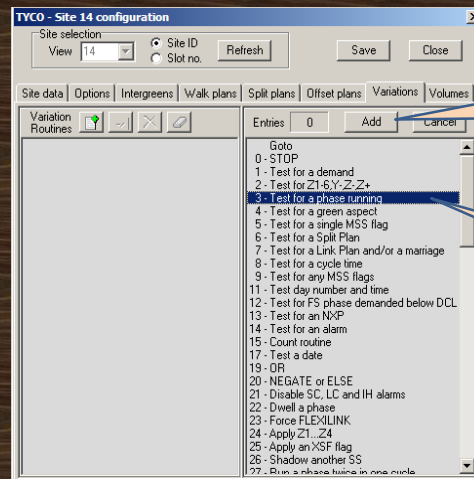 TYCO - Site 14 configuration
Site selection
View 14 Site ID Slot no. Refresh Save Close
Site data Options Intergreens Walk plans Split plans Offset plans Variations Volumes
Variation Routines
Entries 0 Add Cancel
Goto
0 - STOP
1 - Test for a demand
2 - Test for Z1-6,Y-Z-Z+
3 - Test for a phase running
4 - Test for a green aspect
5 - Test for a single MSS flag
6 - Test for a Split Plan
7 - Test for a Link Plan and/or a marriage
8 - Test for a cycle time
9 - Test for any MSS flags
11 - Test day number and time
12 - Test for FS phase demanded below DCL
13 - Test for an NXP
14 - Test for an alarm
15 - Count routine
17 - Test a date
19 - OR
20 - NEGATE or ELSE
21 - Disable SC, LC and IH alarms
22 - Dwell a phase
23 - Force FLEXILINK
24 - Apply Z1...Z4
25 - Apply an XSF flag
26 - Shadow another SS
27 - Run a phase twice in one cycle